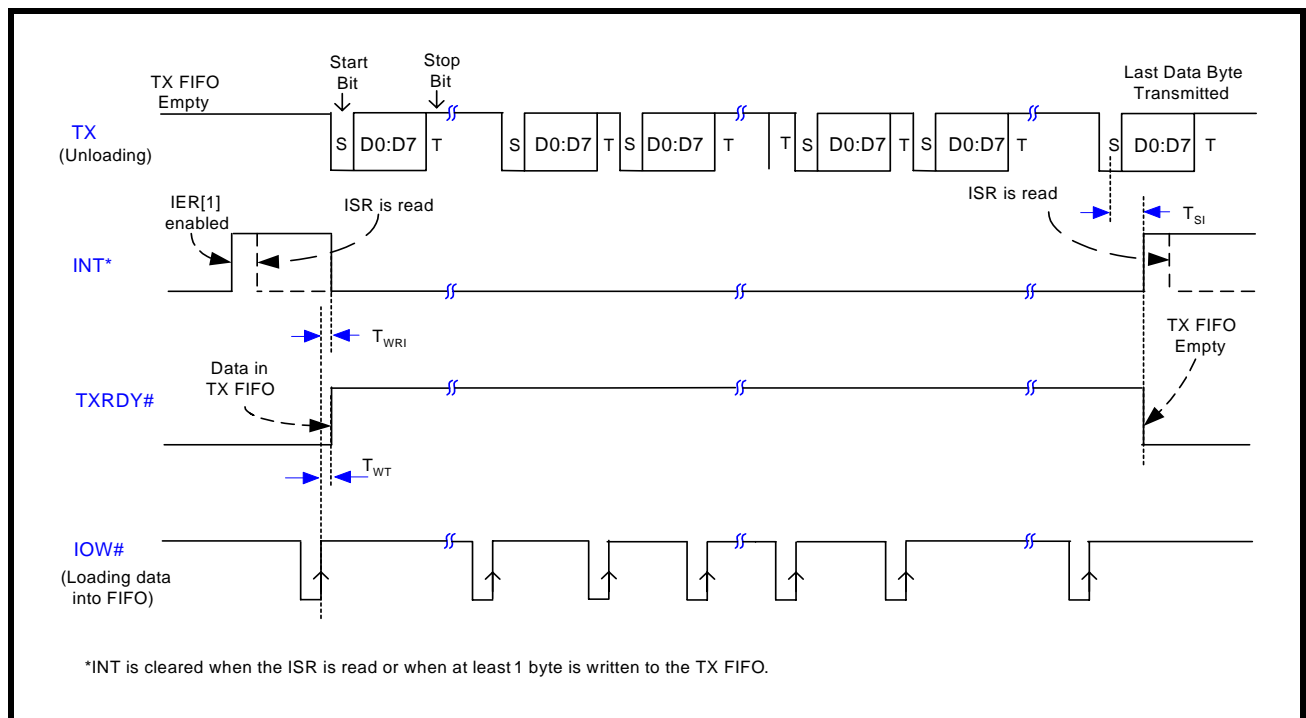 TX FIFO
Empty
Start
Bit
Stop
Bit
Last Data Byte
Transmitted
TX
(Unloading)
S D0:D7 T S D0:D7 T S D0:D7 T T S D0:D7 T S D0:D7 T S D0:D7 T
IER[1]
enabled
ISR is read
ISR is read
TSI
INT*
TWRI
TX FIFO
Empty
Data in
TX FIFO
TXRDY#
TWT
IOW#
(Loading data
into FIFO)
*INT is cleared when the ISR is read or when at least 1 byte is written to the TX FIFO.